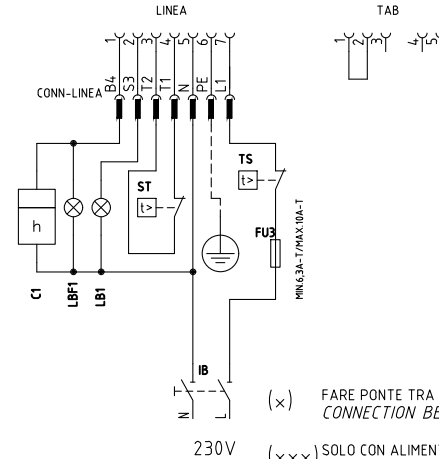 LINEA
TAB
1 2 3 4 5 6 7
1 2 3 4 5
CONN-LINEA
B4 S3 T2 T1 N PE L1
ST
t>
TS
t>
h
FU3
MIN.6,3A-T/MAX.10A-T
C1
LBF1
LB1
IB
N L
230V
(x) FARE PONTE TRA
CONNECTION BE
(xxx) SOLO CON ALIMENT